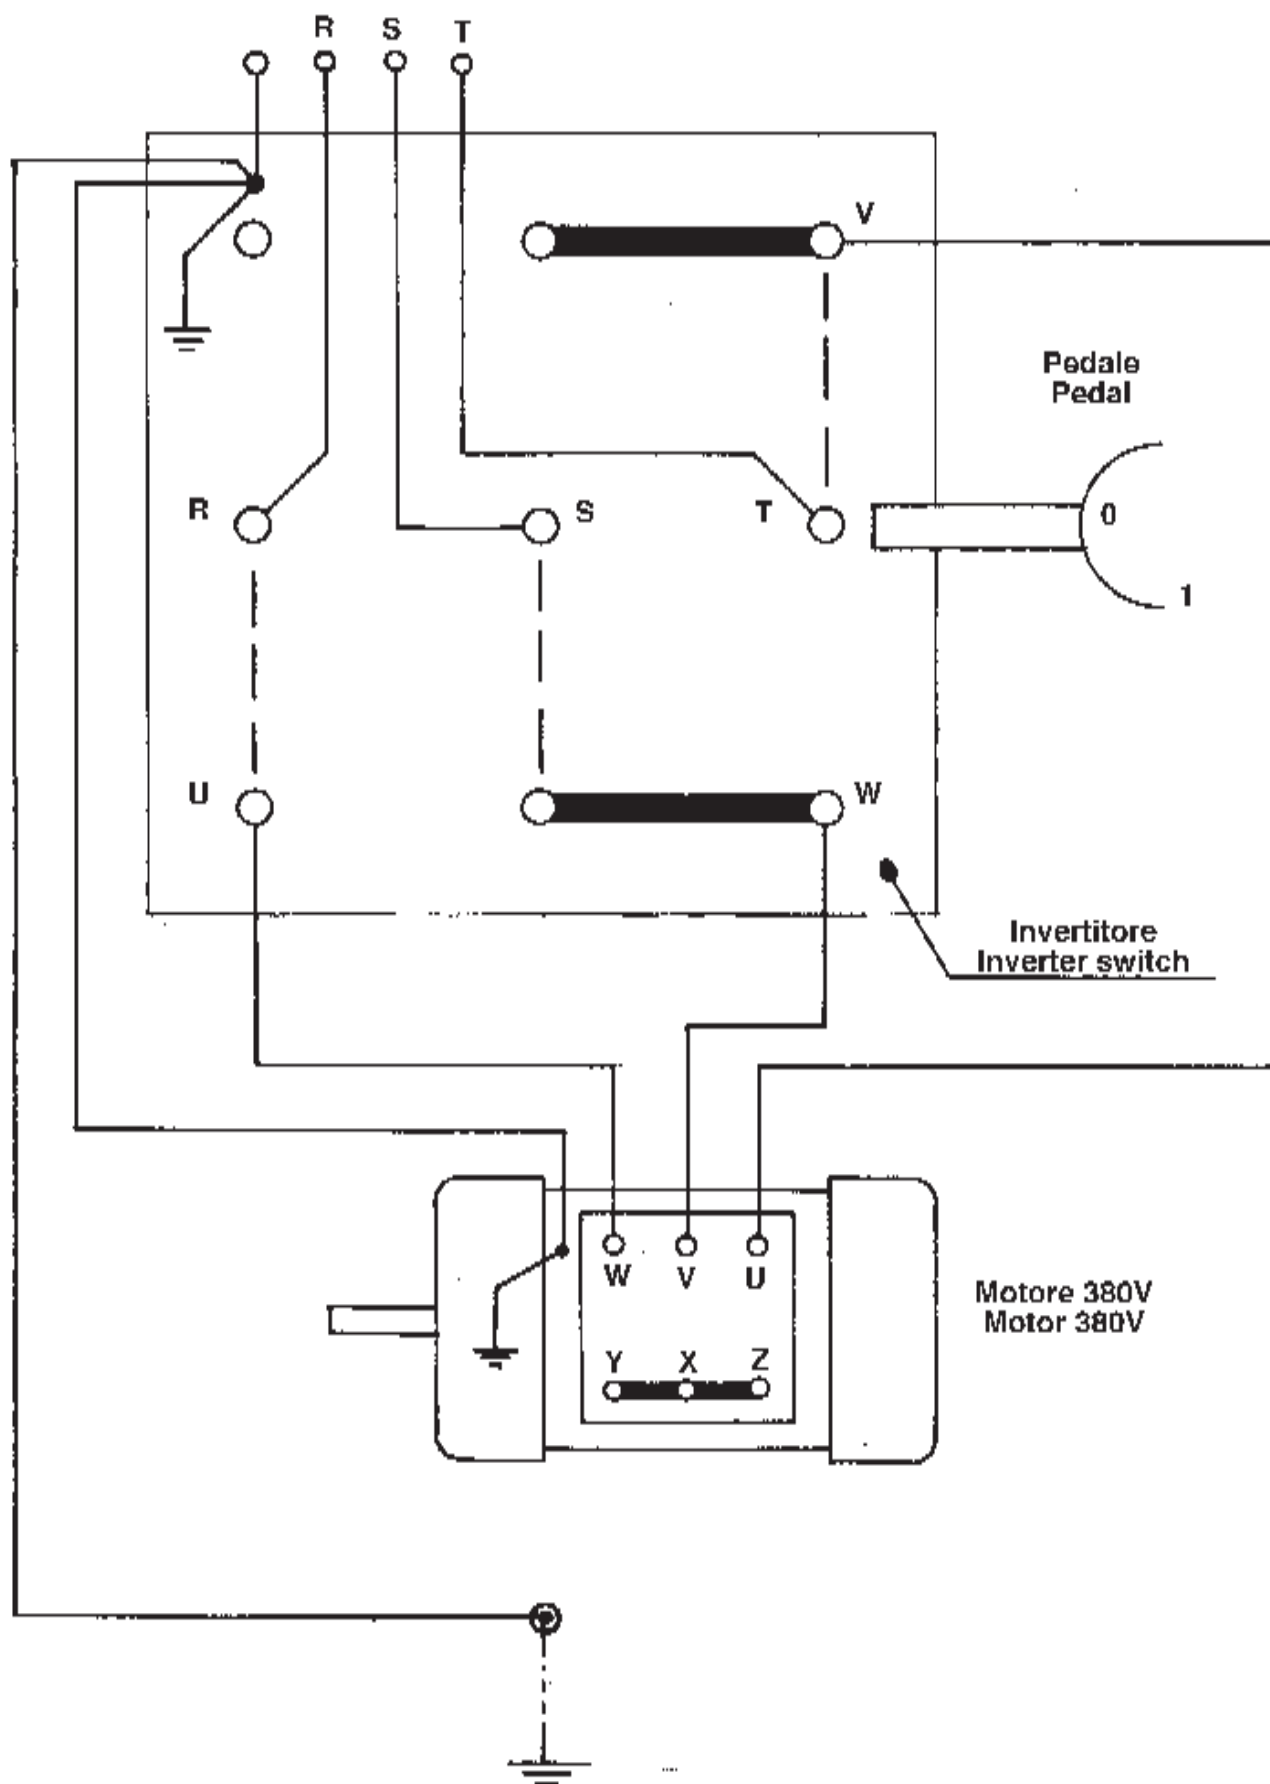 R S T
V
Pedale
Pedal
R S T 0
1
U W
Invertitore
Inverter switch
W V U
Motore 380V
Motor 380V
Y X Z